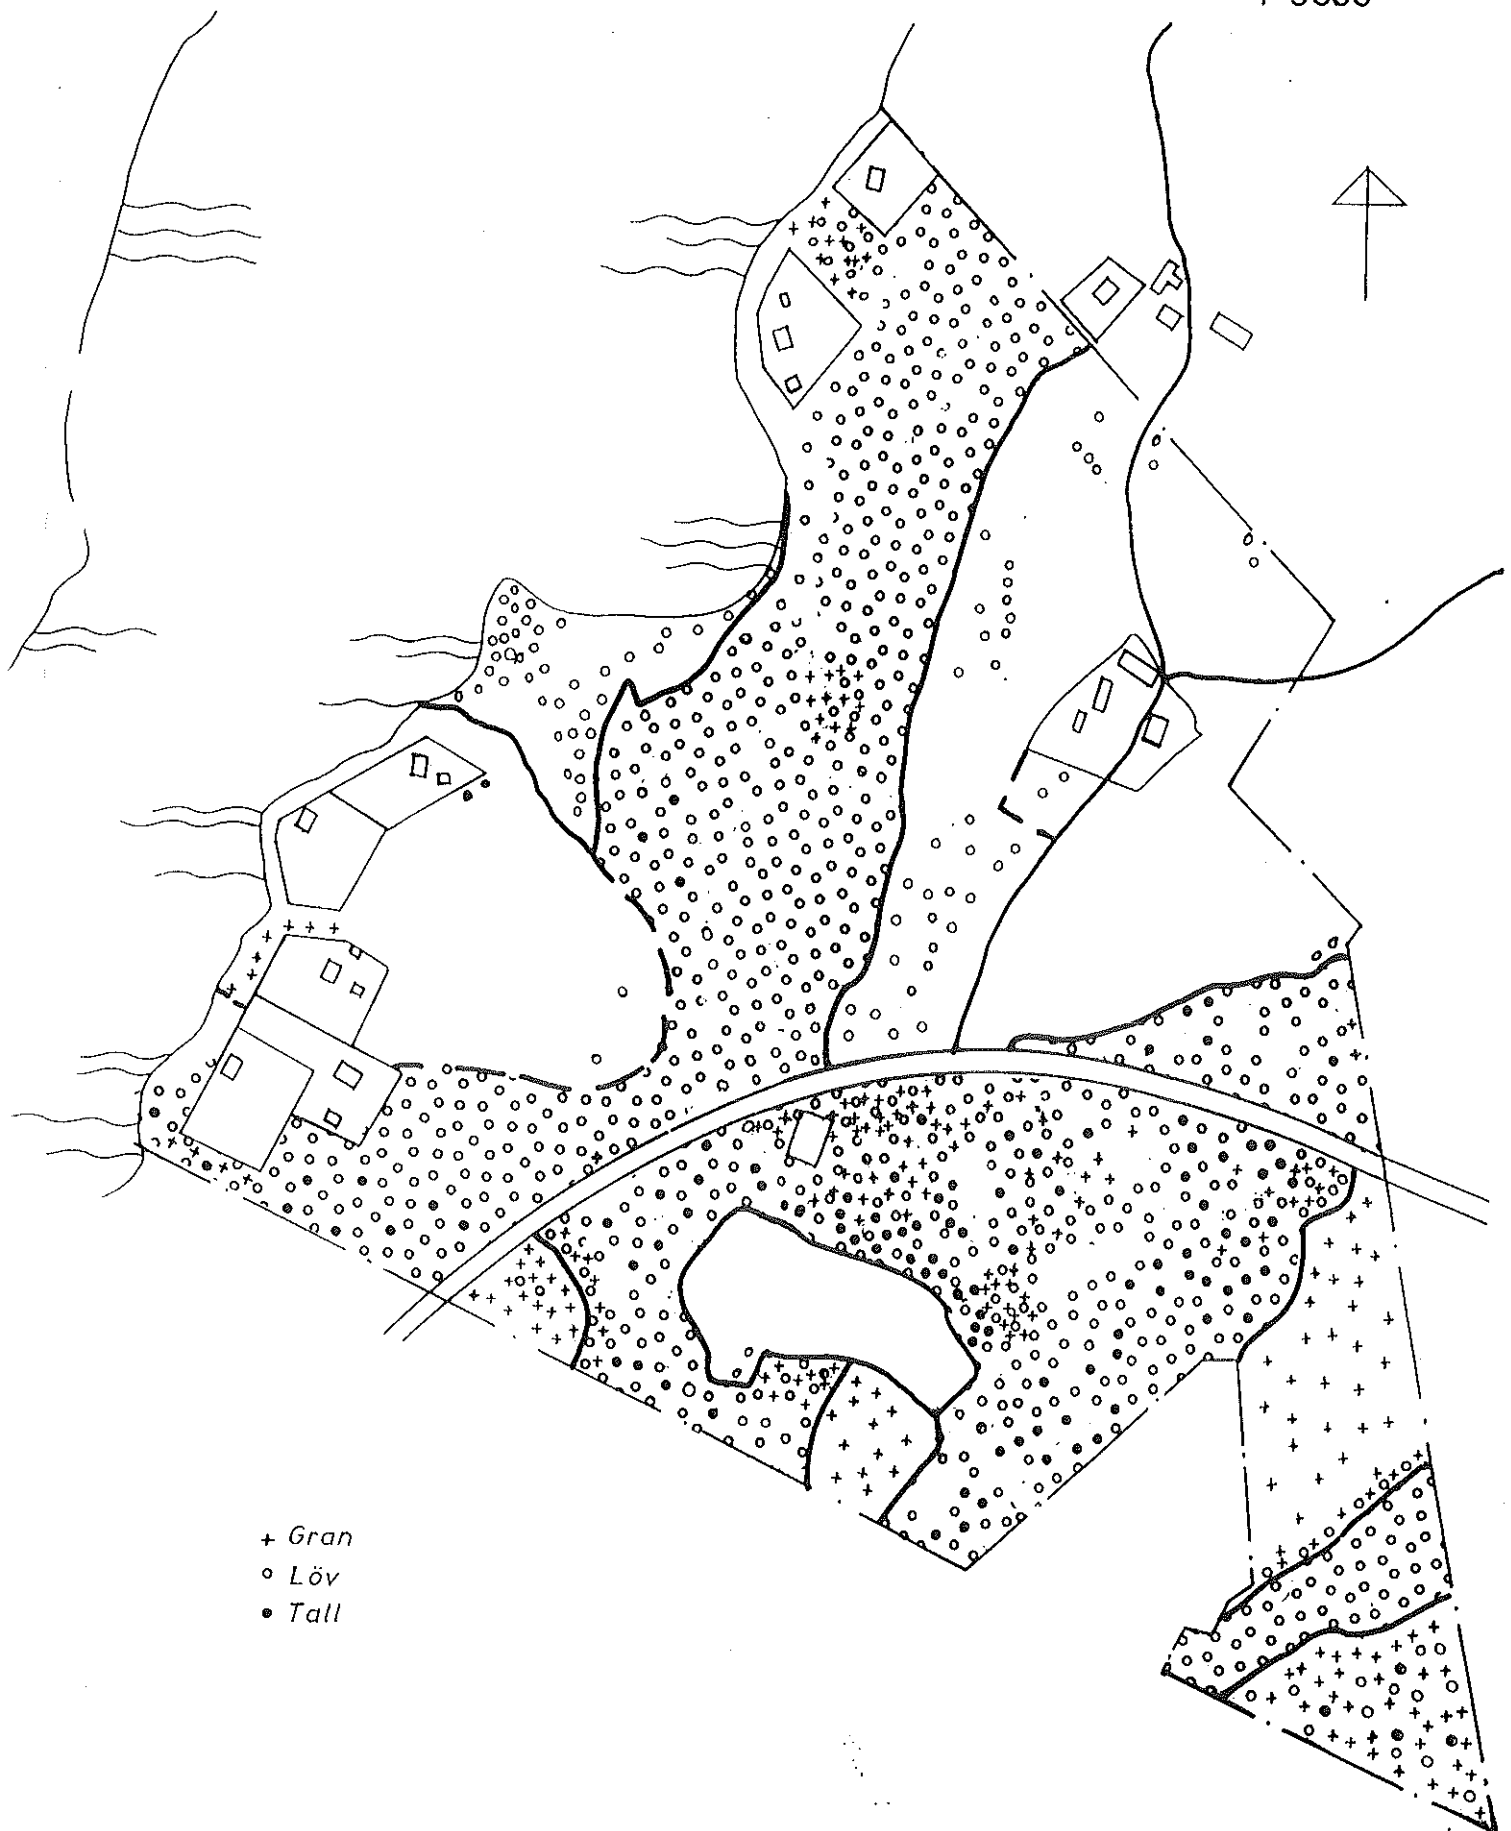 + Gran
o Löv
• Tall